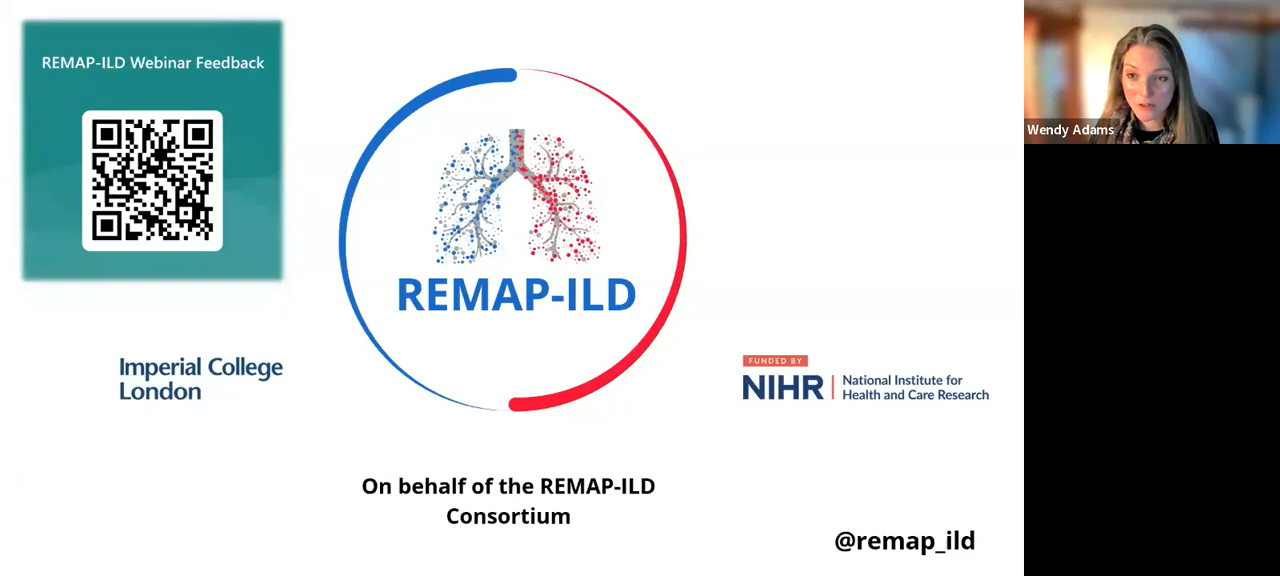 REMAP-ILD Webinar Feedback
Wendy Adams
REMAP-ILD
Imperial College
London
FUNDED BY
NIHR | National Institute for
Health and Care Research
On behalf of the REMAP-ILD
Consortium
@remap_ild